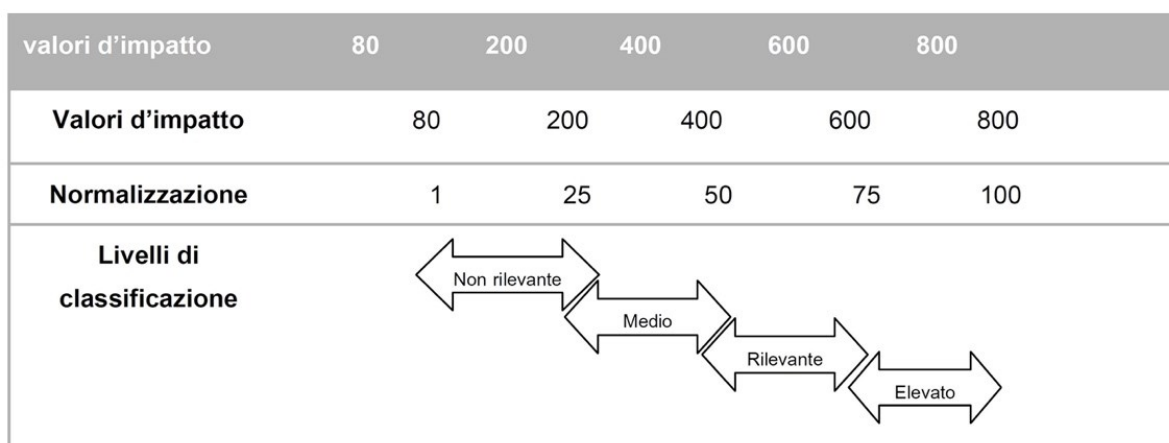 valori d'impatto 80 200 400 600 800
Valori d'impatto 80 200 400 600 800
Normalizzazione 1 25 50 75 100
Livelli di
classificazione
Non rilevante
Medio
Rilevante
Elevato